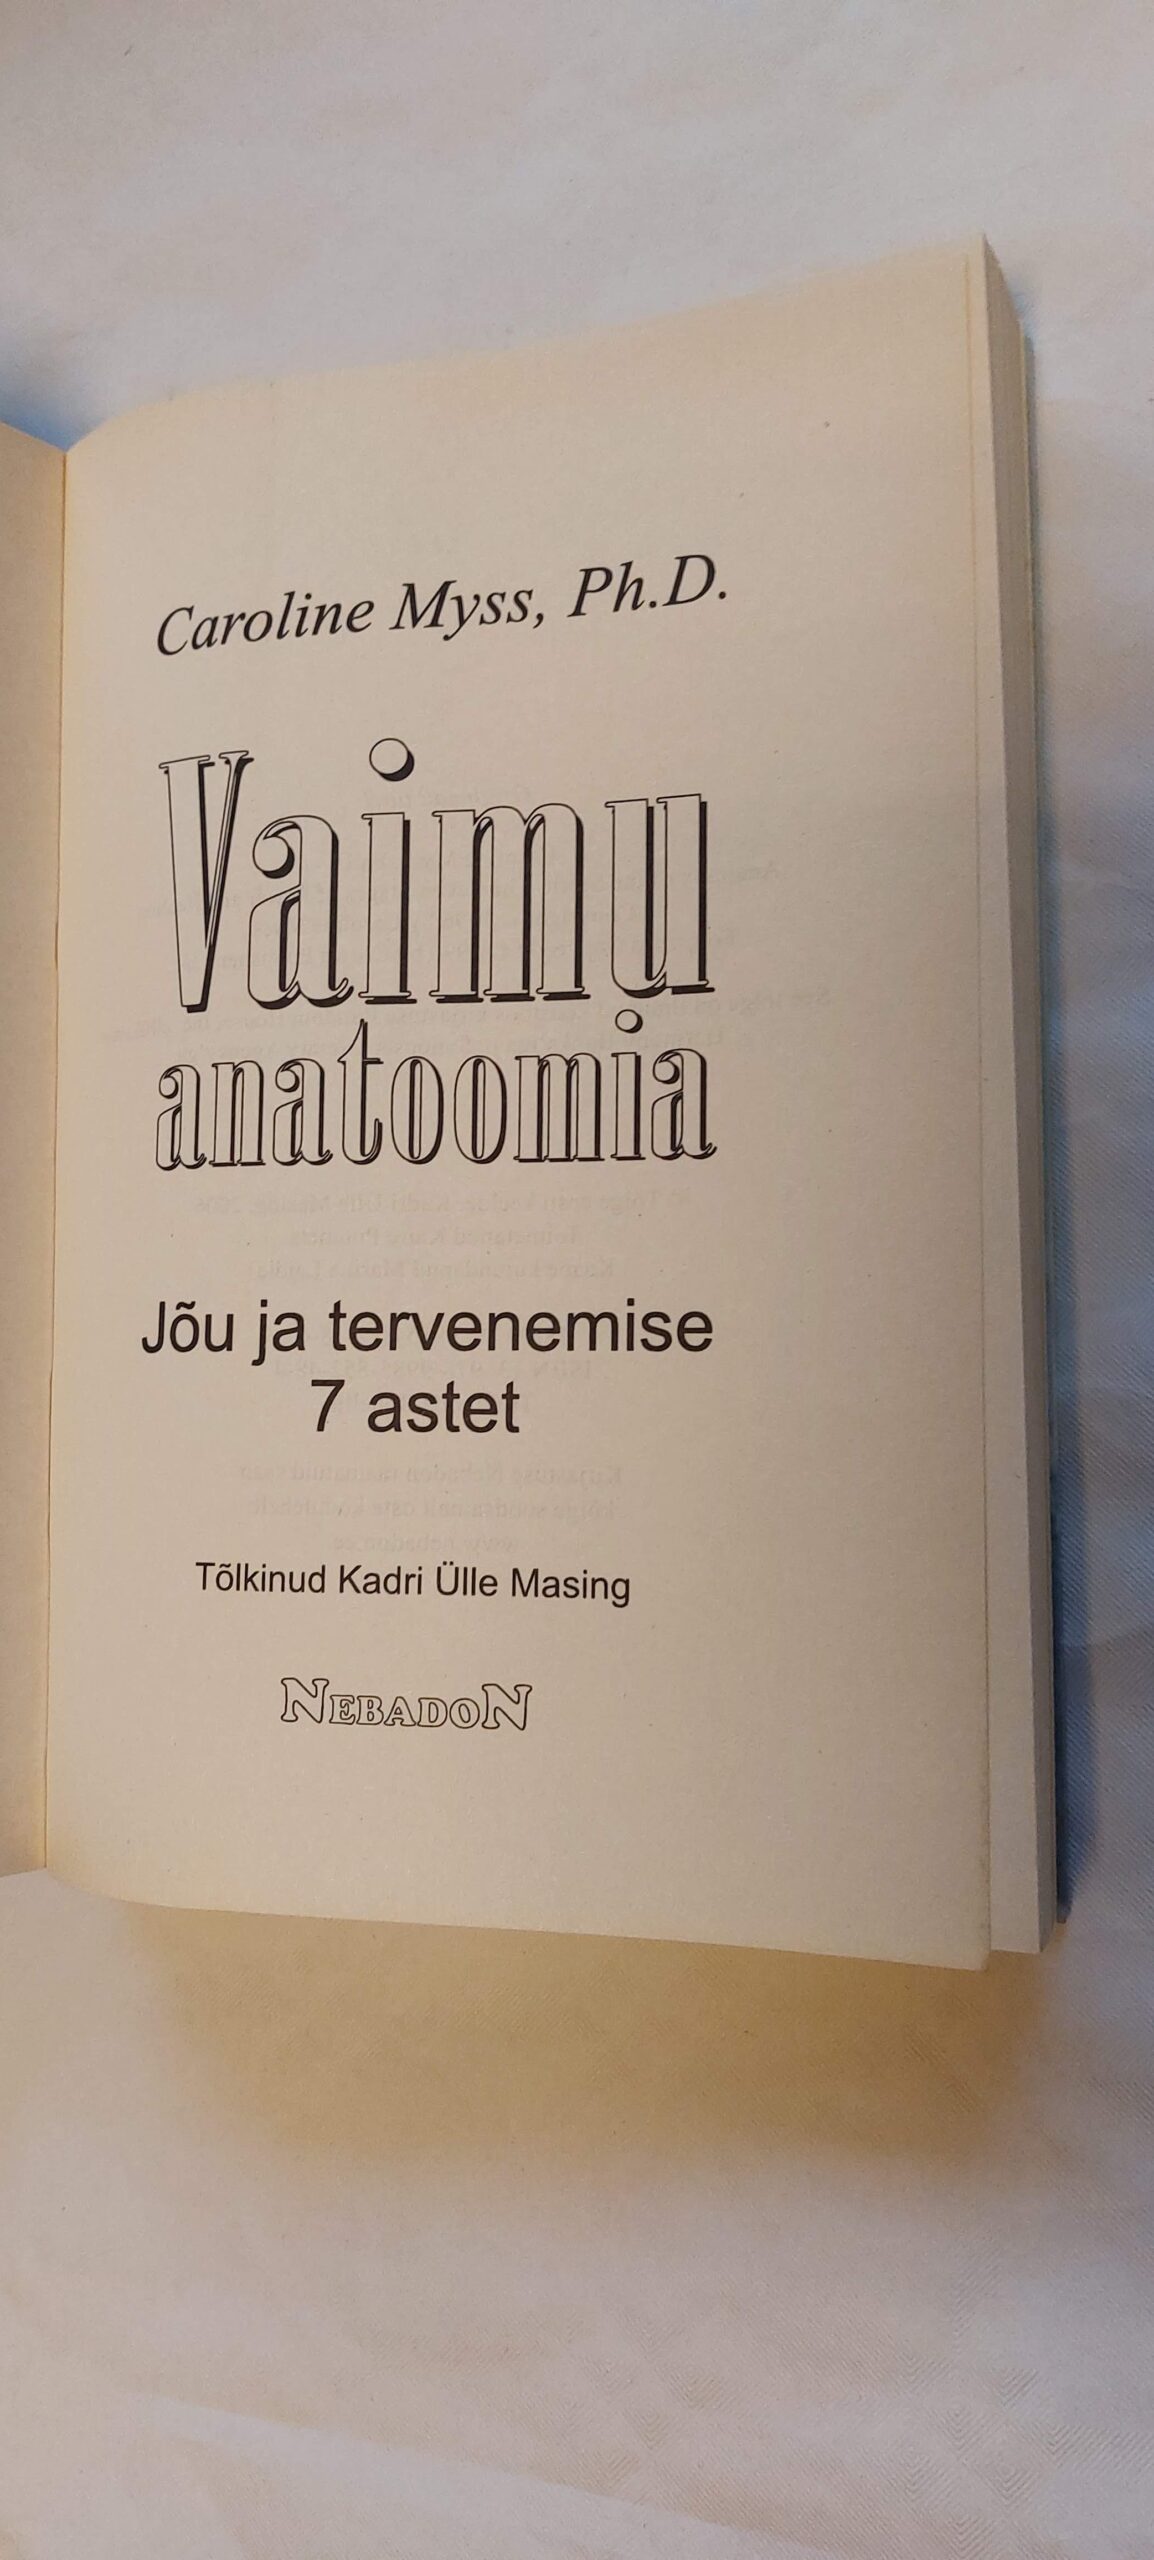 Caroline Myss, Ph.D.
Vaimu
anatoomia
Jõu ja tervenemise
7 astet
Tõlkinud Kadri Ülle Masing
NEBADON